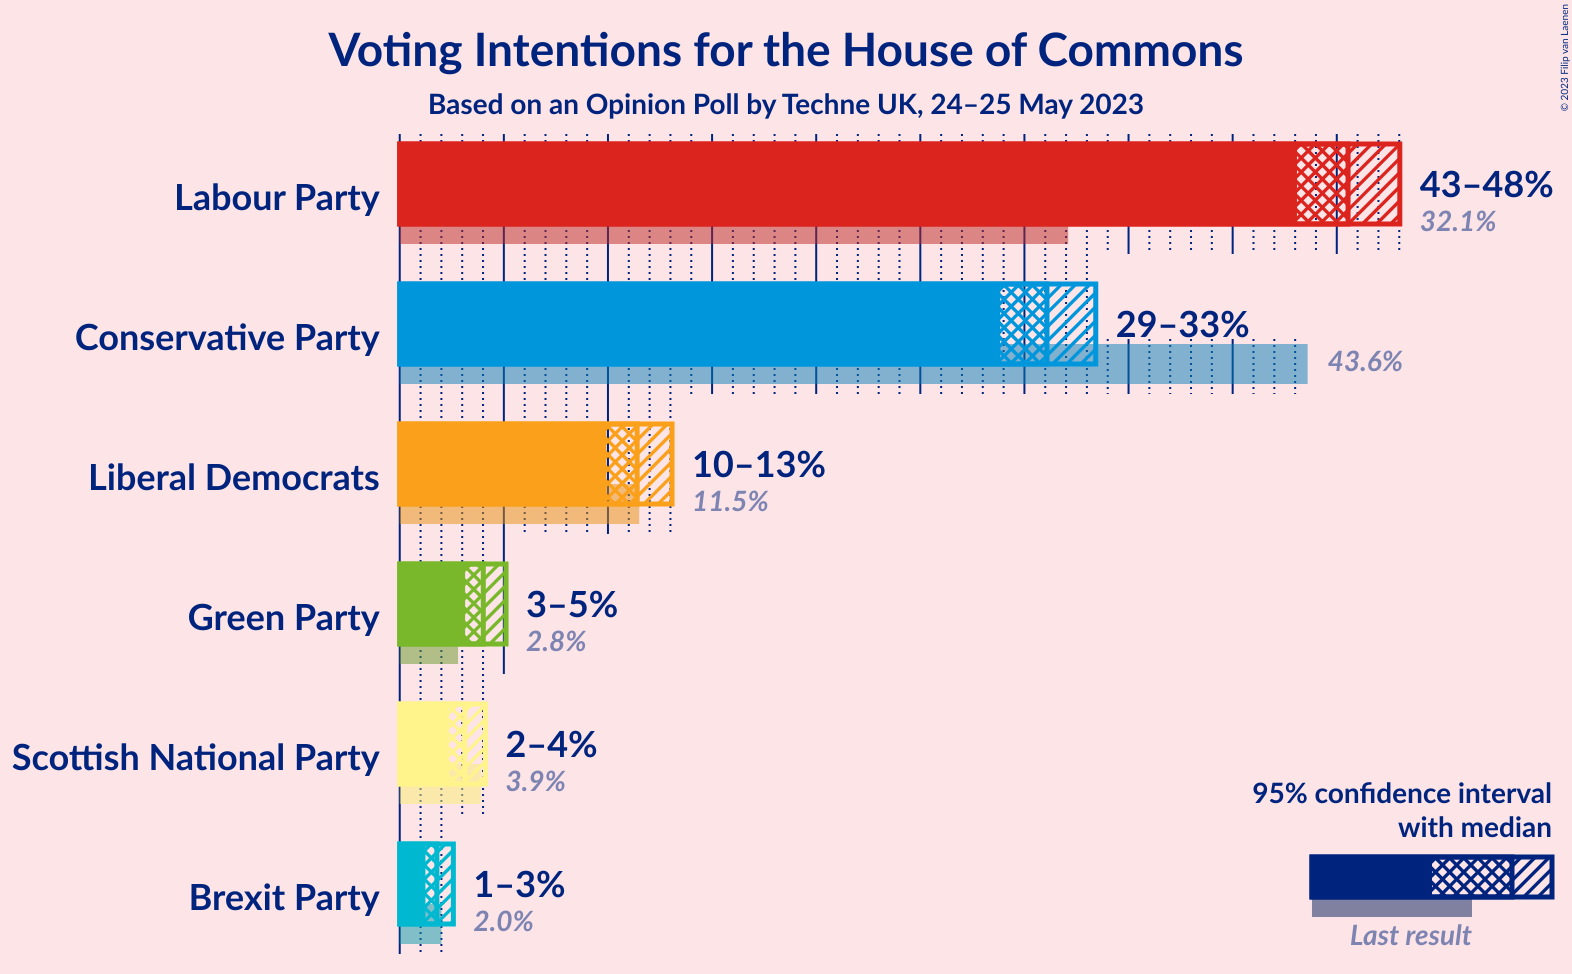 Voting Intentions for the House of Commons
Based on an Opinion Poll by Techne UK, 24–25 May 2023
© 2023 Filip van Laenen
Labour Party
43–48%
32.1%
Conservative Party
29–33%
43.6%
Liberal Democrats
10–13%
11.5%
Green Party
3–5%
2.8%
Scottish National Party
2–4%
3.9%
Brexit Party
1–3%
2.0%
95% confidence interval
with median
Last result